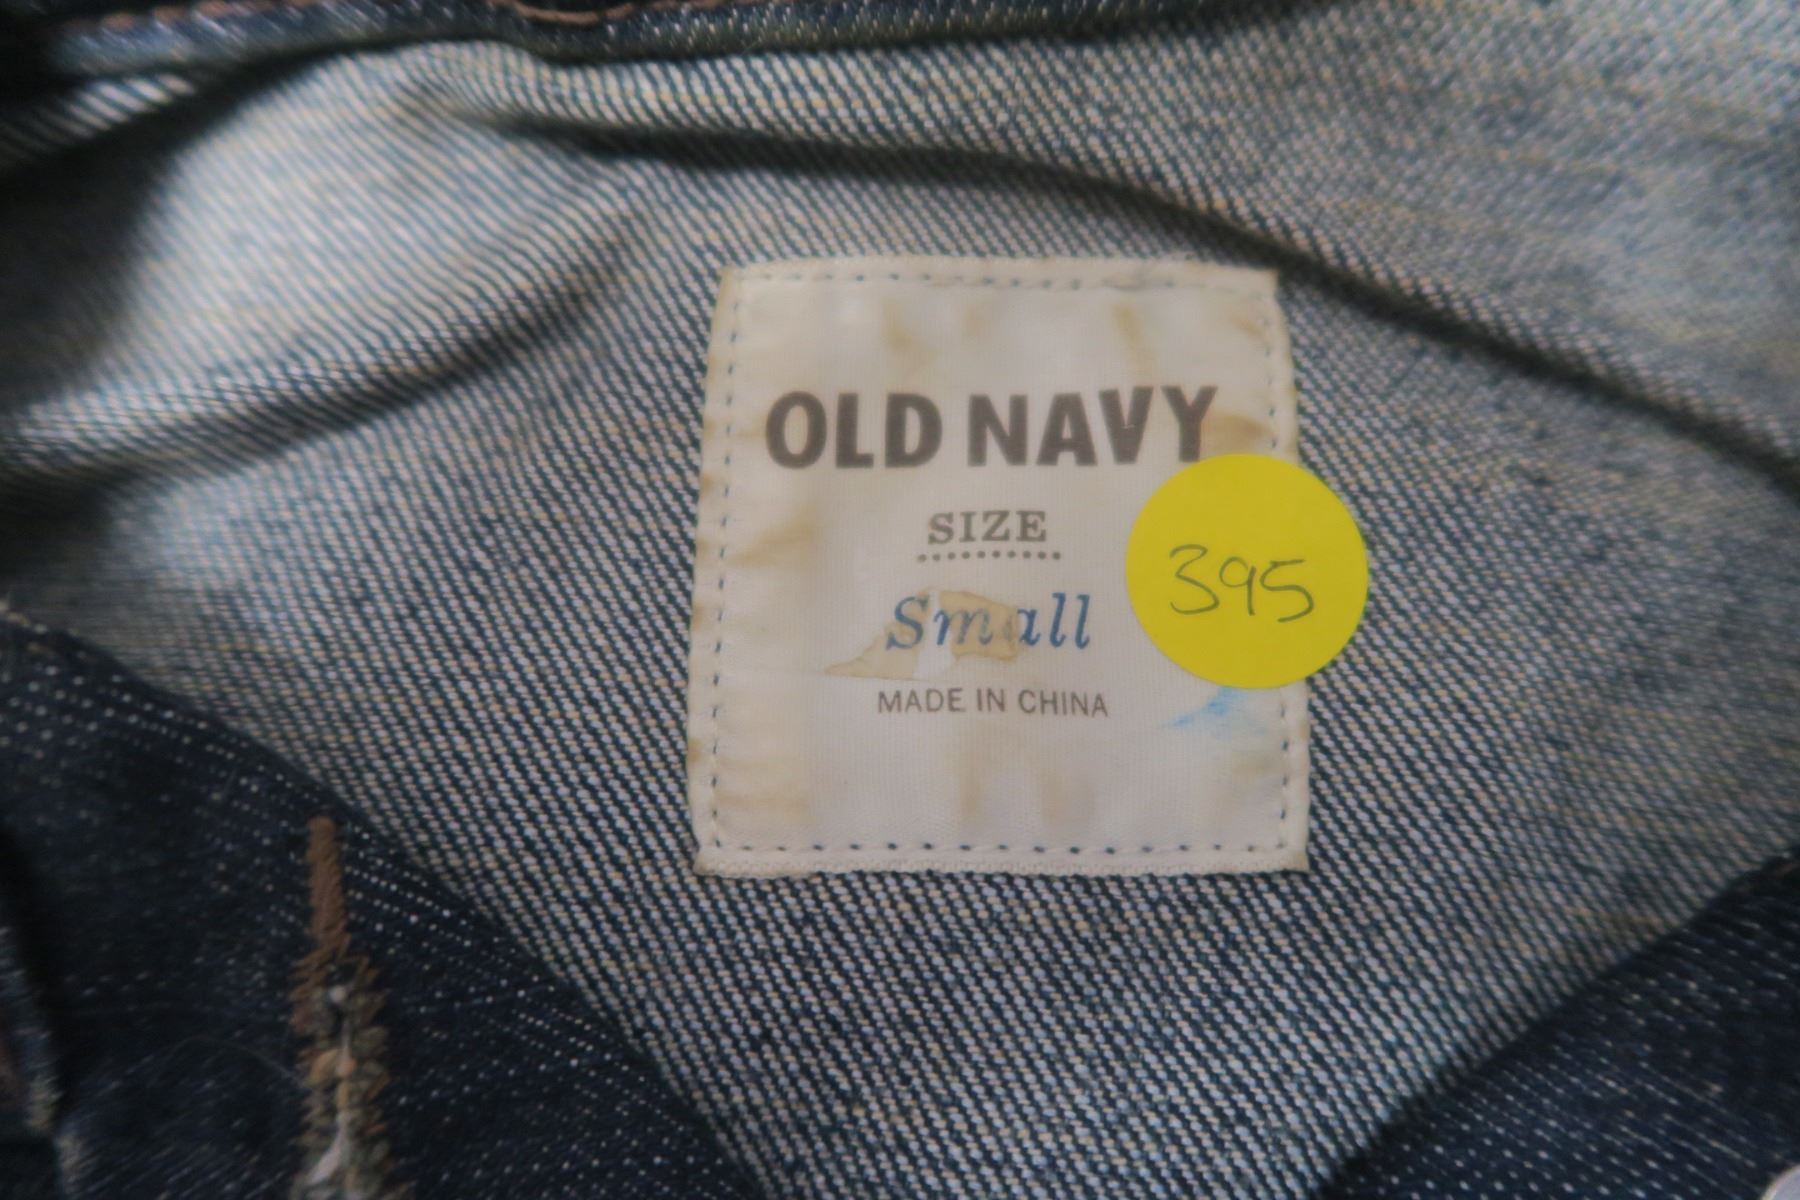 OLD NAVY
SIZE
Small
MADE IN CHINA
395